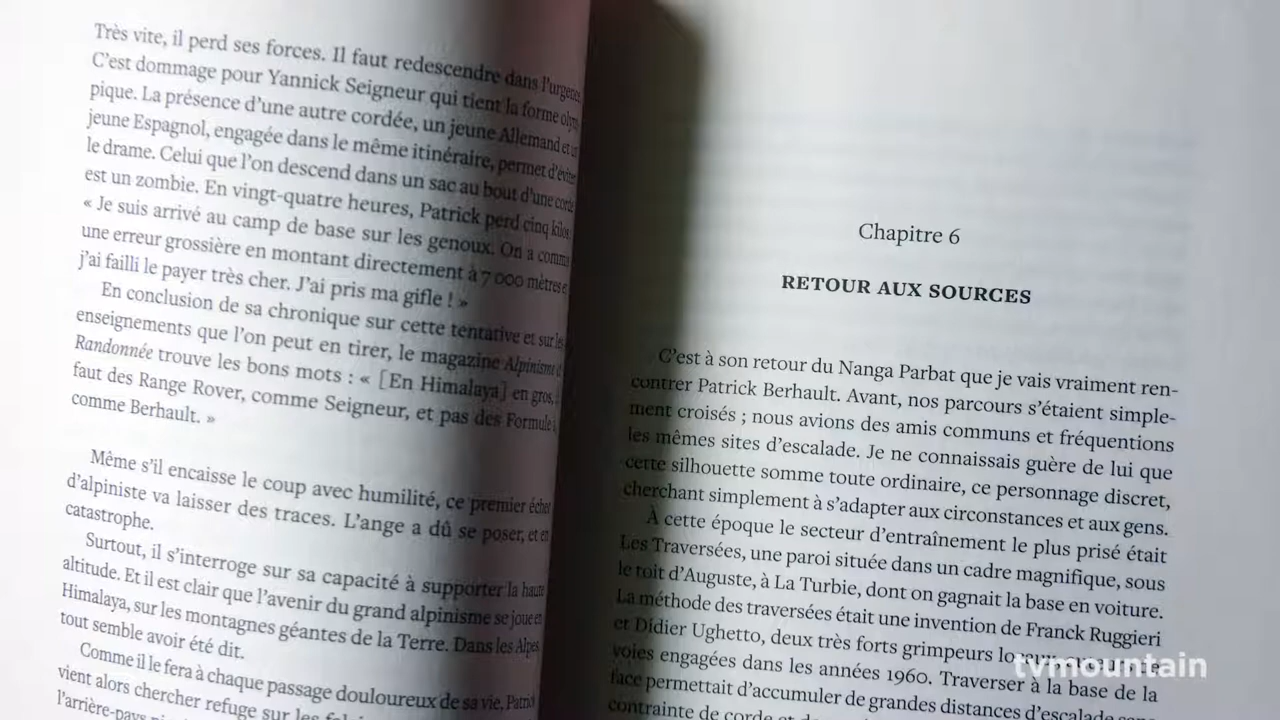 Très vite, il perd ses forces. Il faut redescendre dans l'urgence.
C'est dommage pour Yannick Seigneur qui tient la forme olym-
pique. La présence d'une autre cordée, un jeune Allemand et un
jeune Espagnol, engagée dans le même itinéraire, permet d'éviter
le drame. Celui que l'on descend dans un sac au bout d'une corde
est un zombie. En vingt-quatre heures, Patrick perd cinq kilos.
« Je suis arrivé au camp de base sur les genoux. On a commis
une erreur grossière en montant directement à 7 000 mètres et
j'ai failli le payer très cher. J'ai pris ma gifle ! »
En conclusion de sa chronique sur cette tentative et sur les
enseignements que l'on peut en tirer, le magazine Alpinisme et
Randonnée trouve les bons mots : « [En Himalaya] en gros, il
faut des Range Rover, comme Seigneur, et pas des Formule 1,
comme Berhault. »
Même s'il encaisse le coup avec humilité, ce premier échec
d'alpiniste va laisser des traces. L'ange a dû se poser, et en
catastrophe.
Surtout, il s'interroge sur sa capacité à supporter la haute
altitude. Et il est clair que l'avenir du grand alpinisme se joue en
Himalaya, sur les montagnes géantes de la Terre. Dans les Alpes,
tout semble avoir été dit.
Comme il le fera à chaque passage douloureux de sa vie, Patrick
vient alors chercher refuge sur les
l'arrière-pays
Chapitre 6
RETOUR AUX SOURCES
C'est à son retour du Nanga Parbat que je vais vraiment ren-
contrer Patrick Berhault. Avant, nos parcours s'étaient simple-
ment croisés ; nous avions des amis communs et fréquentions
les mêmes sites d'escalade. Je ne connaissais guère de lui que
cette silhouette somme toute ordinaire, ce personnage discret,
cherchant simplement à s'adapter aux circonstances et aux gens.
À cette époque le secteur d'entraînement le plus prisé était
Les Traversées, une paroi située dans un cadre magnifique, sous
le toit d'Auguste, à La Turbie, dont on gagnait la base en voiture.
La méthode des traversées était une invention de Franck Ruggieri
et Didier Ughetto, deux très forts grimpeurs
voies engagées dans les années 1960. Traverser à la base de la
face permettait d'accumuler de grandes distances d'escalade sans
contrainte de corde et
tvmountain